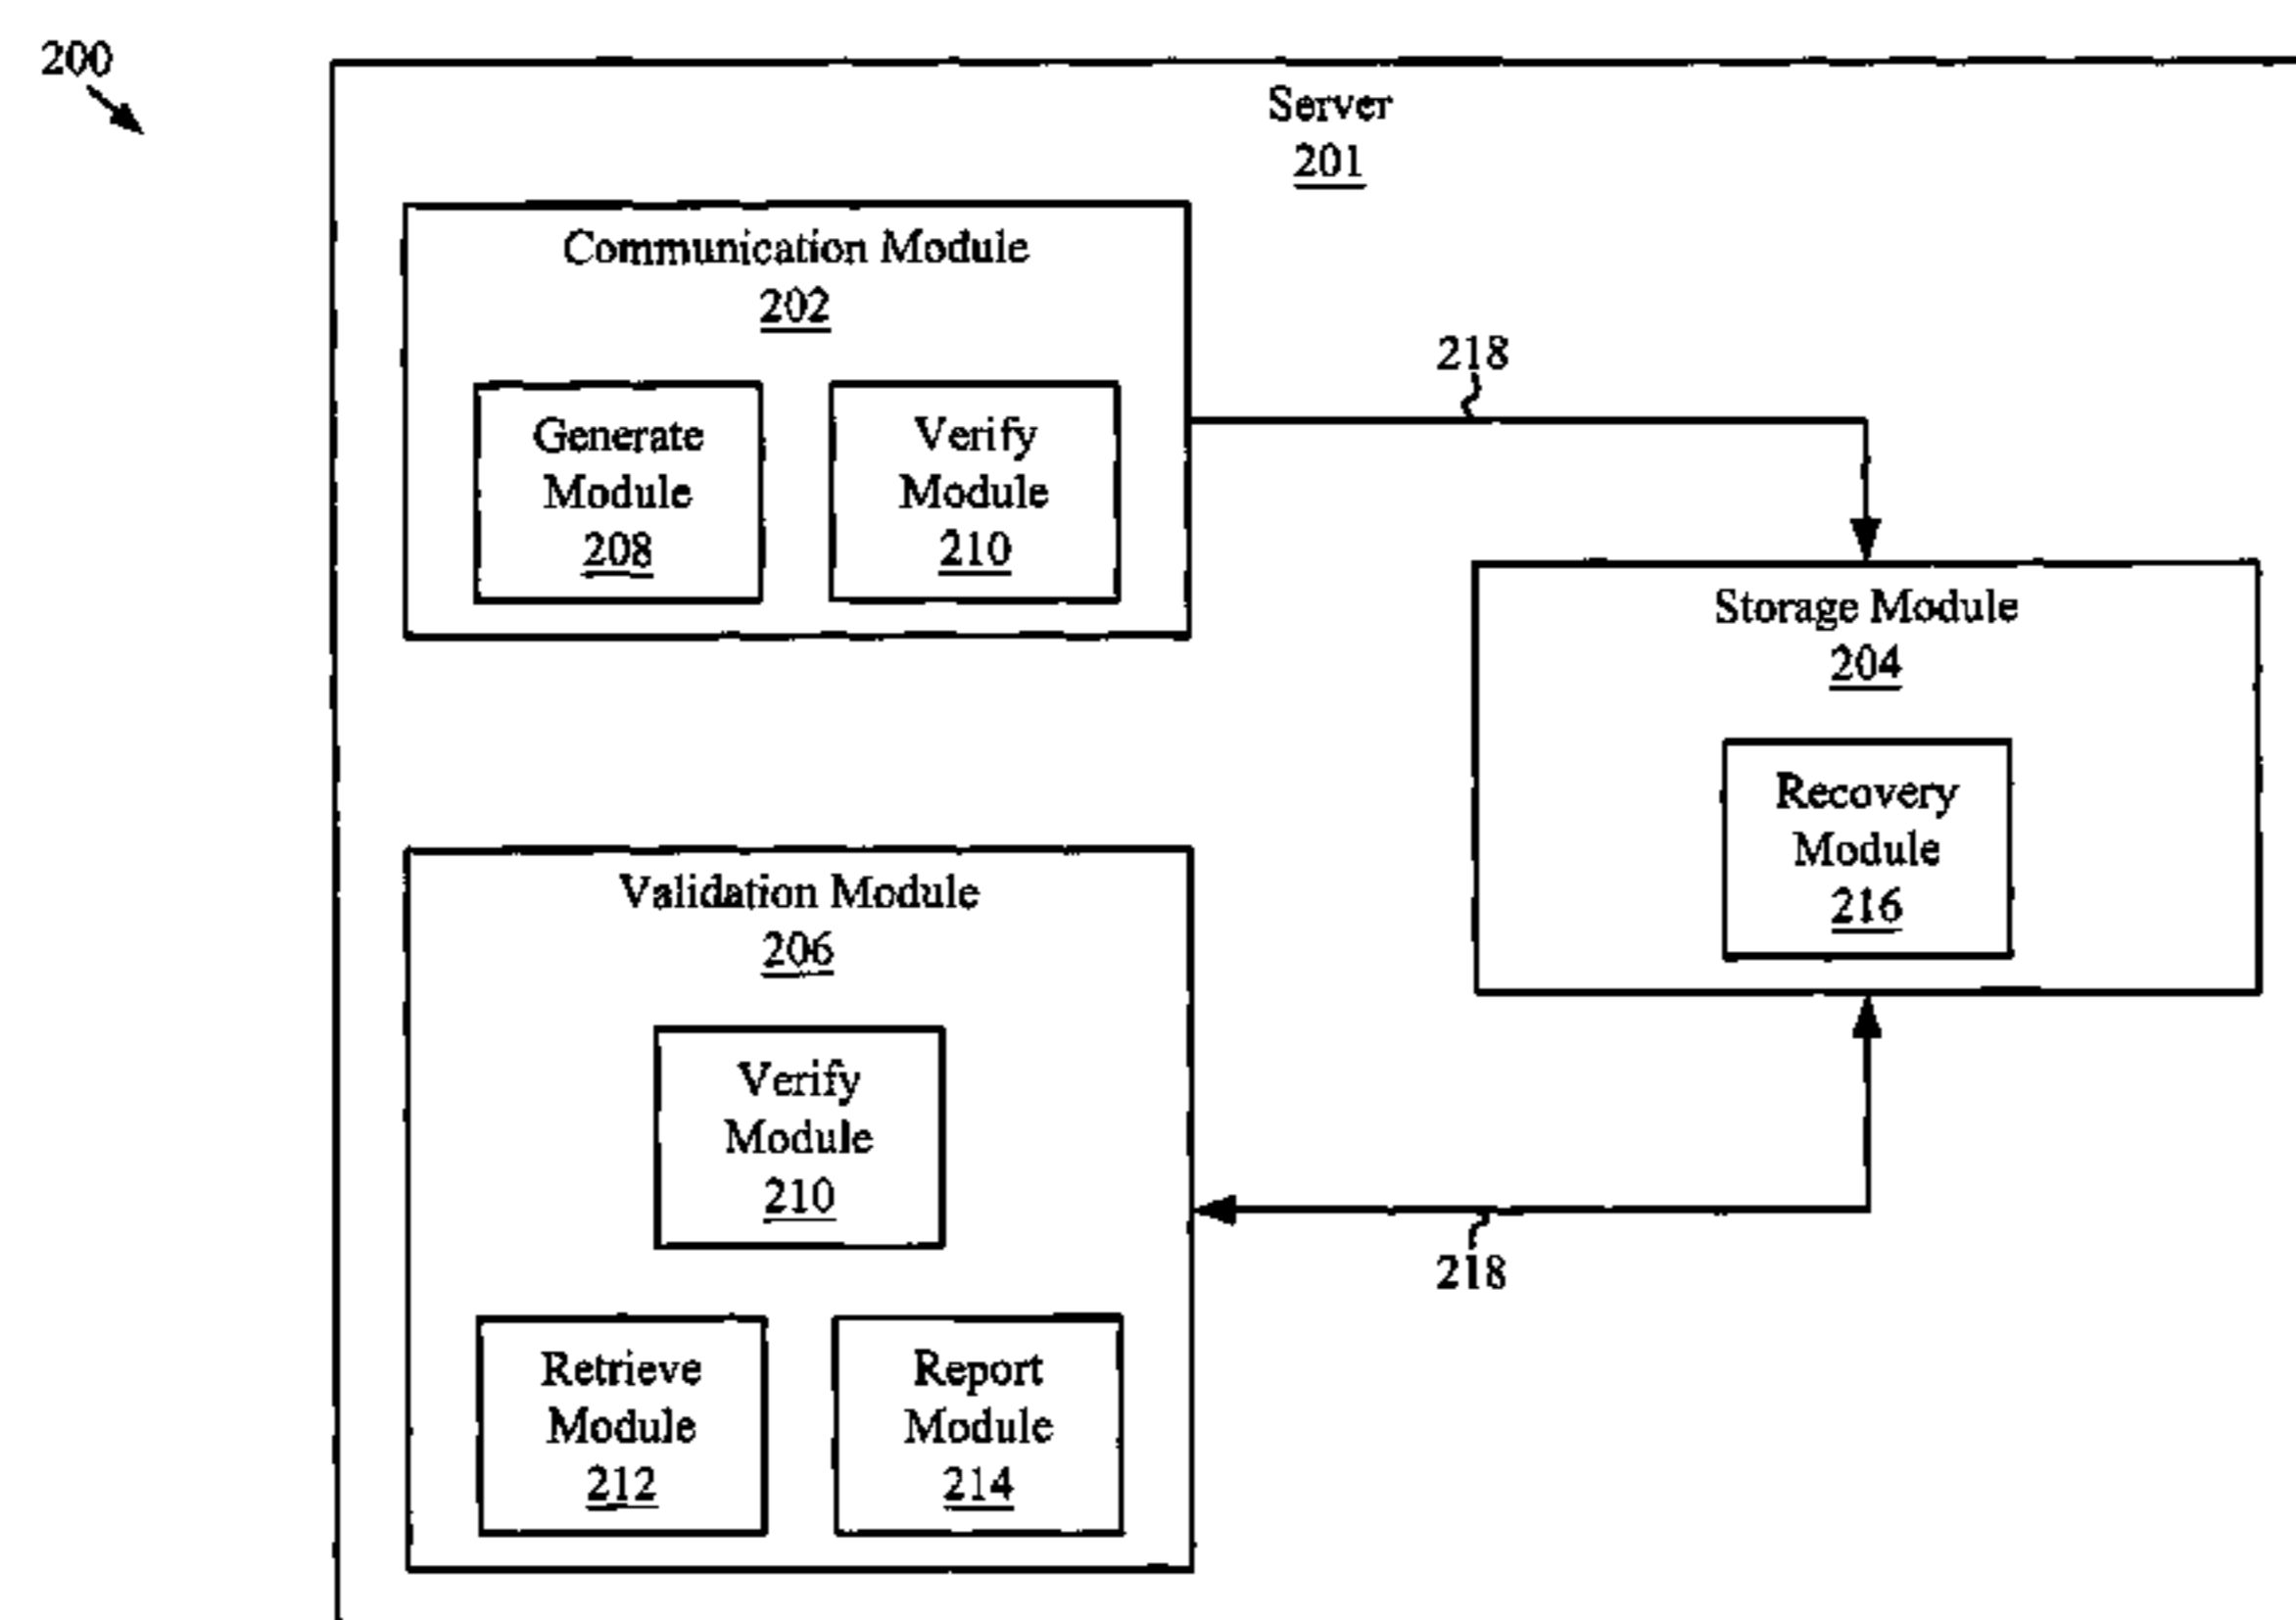 200
Server
201
Communication Module
202
Generate
Module
208
Verify
Module
210
218
Storage Module
204
Recovery
Module
216
Validation Module
206
Verify
Module
210
218
Retrieve
Module
212
Report
Module
214